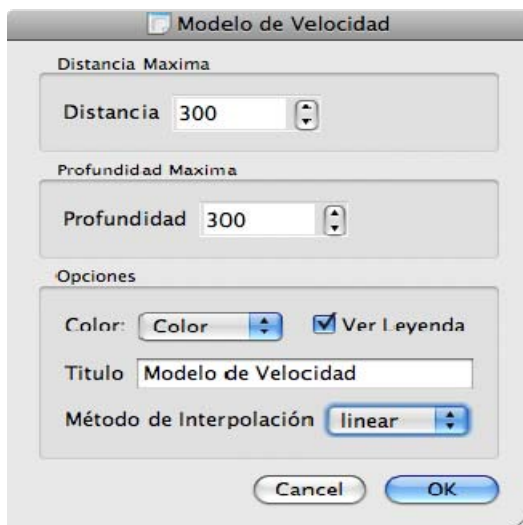 Modelo de Velocidad
Distancia Maxima
Distancia 300
Profundidad Maxima
Profundidad 300
Opciones
Color: Color Ver Leyenda
Titulo Modelo de Velocidad
Método de Interpolación linear
Cancel OK